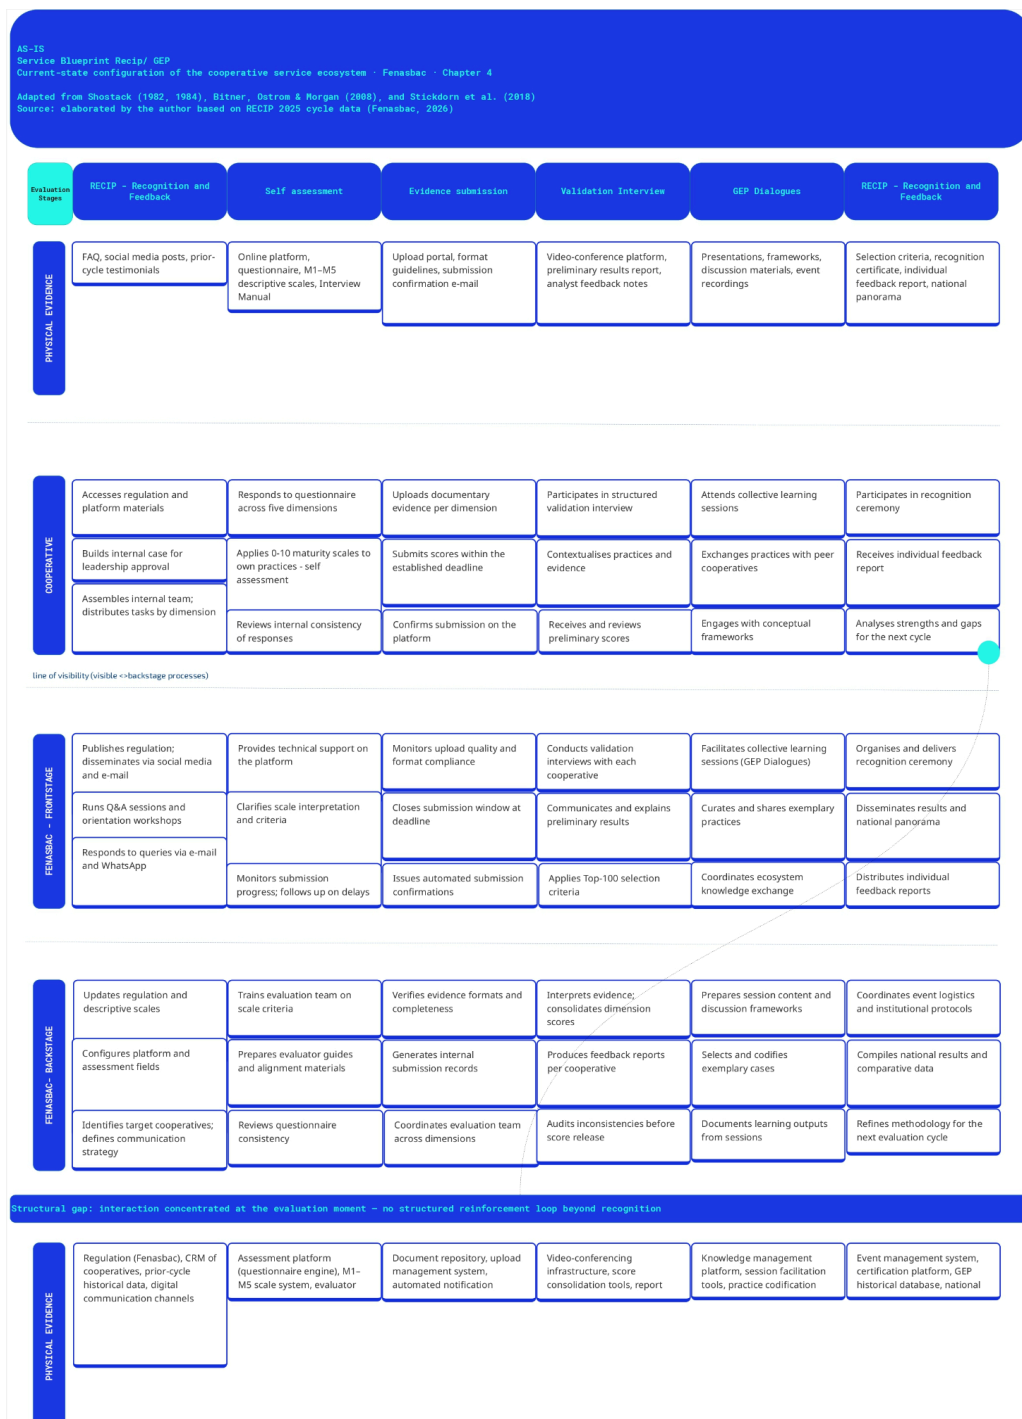 AS-IS
Service Blueprint Recip/ GEP
Current-state configuration of the cooperative service ecosystem · Fenasbac · Chapter 4
Adapted from Shostack (1982, 1984), Bitner, Ostrom & Morgan (2008), and Stickdorn et al. (2018)
Source: elaborated by the author based on RECIP 2025 cycle data (Fenasbac, 2026)
Evaluation
Stages
RECIP – Recognition and
Feedback
Self assessment
Evidence submission
Validation Interview
GEP Dialogues
RECIP – Recognition and
Feedback
PHYSICAL EVIDENCE
FAQ, social media posts, prior-
cycle testimonials
Online platform,
questionnaire, M1–M5
descriptive scales, Interview
Manual
Upload portal, format
guidelines, submission
confirmation e-mail
Video-conference platform,
preliminary results report,
analyst feedback notes
Presentations, frameworks,
discussion materials, event
recordings
Selection criteria, recognition
certificate, individual
feedback report, national
panorama
COOPERATIVE
Accesses regulation and
platform materials
Responds to questionnaire
across five dimensions
Uploads documentary
evidence per dimension
Participates in structured
validation interview
Attends collective learning
sessions
Participates in recognition
ceremony
Builds internal case for
leadership approval
Applies 0-10 maturity scales to
own practices - self
assessment
Submits scores within the
established deadline
Contextualises practices and
evidence
Exchanges practices with peer
cooperatives
Receives individual feedback
report
Assembles internal team;
distributes tasks by dimension
Reviews internal consistency
of responses
Confirms submission on the
platform
Receives and reviews
preliminary scores
Engages with conceptual
frameworks
Analyses strengths and gaps
for the next cycle
line of visibility (visible <>backstage processes)
FENASBAC – FRONTSTAGE
Publishes regulation;
disseminates via social media
and e-mail
Provides technical support on
the platform
Monitors upload quality and
format compliance
Conducts validation
interviews with each
cooperative
Facilitates collective learning
sessions (GEP Dialogues)
Organises and delivers
recognition ceremony
Runs Q&A sessions and
orientation workshops
Clarifies scale interpretation
and criteria
Closes submission window at
deadline
Communicates and explains
preliminary results
Curates and shares exemplary
practices
Disseminates results and
national panorama
Responds to queries via e-mail
and WhatsApp
Monitors submission
progress; follows up on delays
Issues automated submission
confirmations
Applies Top-100 selection
criteria
Coordinates ecosystem
knowledge exchange
Distributes individual
feedback reports
FENASBAC– BACKSTAGE
Updates regulation and
descriptive scales
Trains evaluation team on
scale criteria
Verifies evidence formats and
completeness
Interprets evidence;
consolidates dimension
scores
Prepares session content and
discussion frameworks
Coordinates event logistics
and institutional protocols
Configures platform and
assessment fields
Prepares evaluator guides
and alignment materials
Generates internal
submission records
Produces feedback reports
per cooperative
Selects and codifies
exemplary cases
Compiles national results and
comparative data
Identifies target cooperatives;
defines communication
strategy
Reviews questionnaire
consistency
Coordinates evaluation team
across dimensions
Audits inconsistencies before
score release
Documents learning outputs
from sessions
Refines methodology for the
next evaluation cycle
Structural gap: interaction concentrated at the evaluation moment — no structured reinforcement loop beyond recognition
PHYSICAL EVIDENCE
Regulation (Fenasbac), CRM of
cooperatives, prior-cycle
historical data, digital
communication channels
Assessment platform
(questionnaire engine), M1–
M5 scale system, evaluator
Document repository, upload
management system,
automated notification
Video-conferencing
infrastructure, score
consolidation tools, report
Knowledge management
platform, session facilitation
tools, practice codification
Event management system,
certification platform, GEP
historical database, national